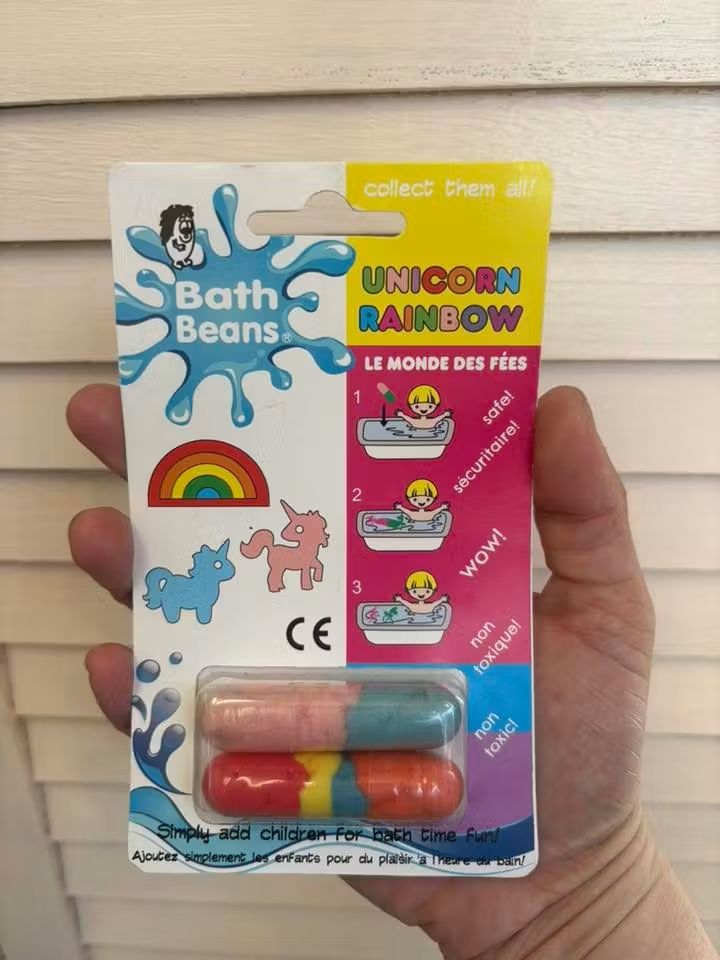 collect them all!
Bath
Beans®
UNICORN
RAINBOW
LE MONDE DES FÉES
1
safe!
sécuritaire!
2
wow!
3
non
toxique!
CE
non
toxic!
Simply add children for bath time fun!
Ajoutez simplement les enfants pour du plaisir à l'heure du bain!